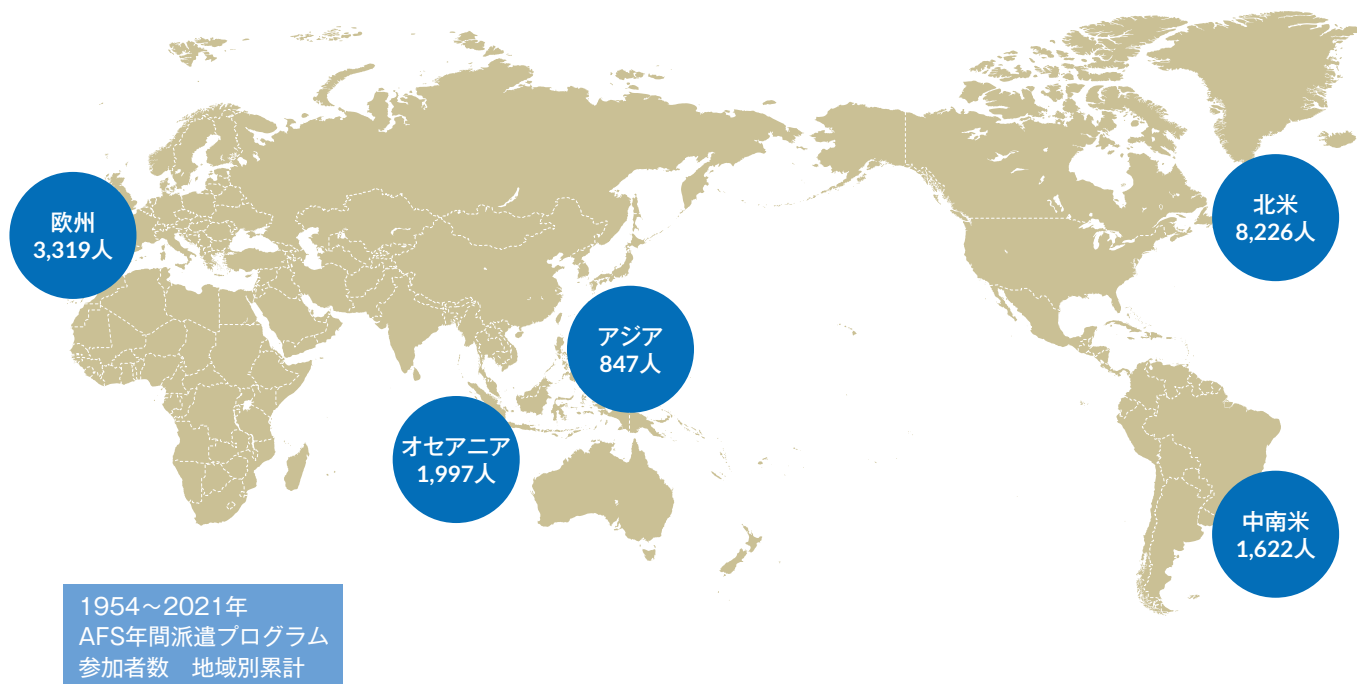 欧州
3,319人
北米
8,226人
アジア
847人
オセアニア
1,997人
中南米
1,622人
1954〜2021年
AFS年間派遣プログラム
参加者数　地域別累計